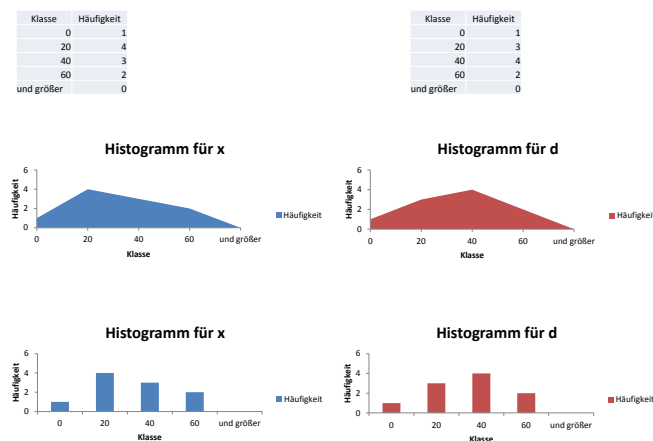 Klasse Häufigkeit
0 1
20 4
40 3
60 2
und größer 0
Klasse Häufigkeit
0 1
20 3
40 4
60 2
und größer 0
Histogramm für x
6
4
2
0
Häufigkeit
0 20 40 60 und größer
Klasse
Häufigkeit
Histogramm für d
6
4
2
0
Häufigkeit
0 20 40 60 und größer
Klasse
Häufigkeit
Histogramm für x
6
4
2
0
Häufigkeit
0 20 40 60 und größer
Klasse
Häufigkeit
Histogramm für d
6
4
2
0
Häufigkeit
0 20 40 60 und größer
Klasse
Häufigkeit